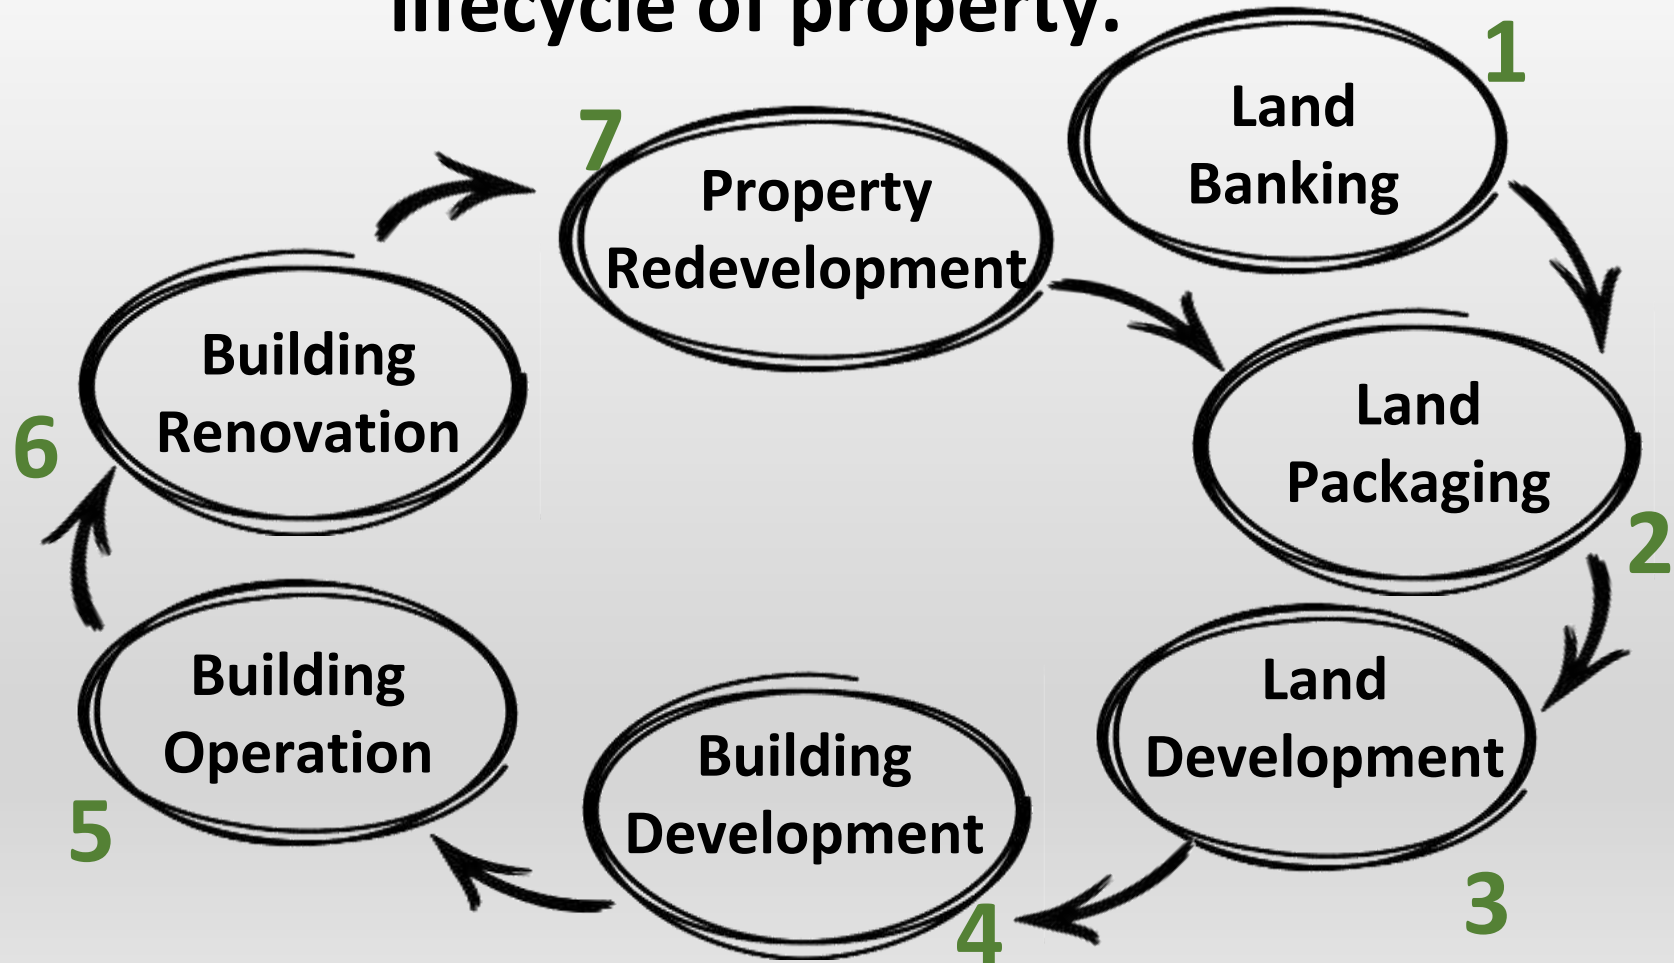 lifecycle of property.
1
Land
Banking
7
Property
Redevelopment
Building
Renovation
6
Land
Packaging
2
Building
Operation
5
Building
Development
4
Land
Development
3